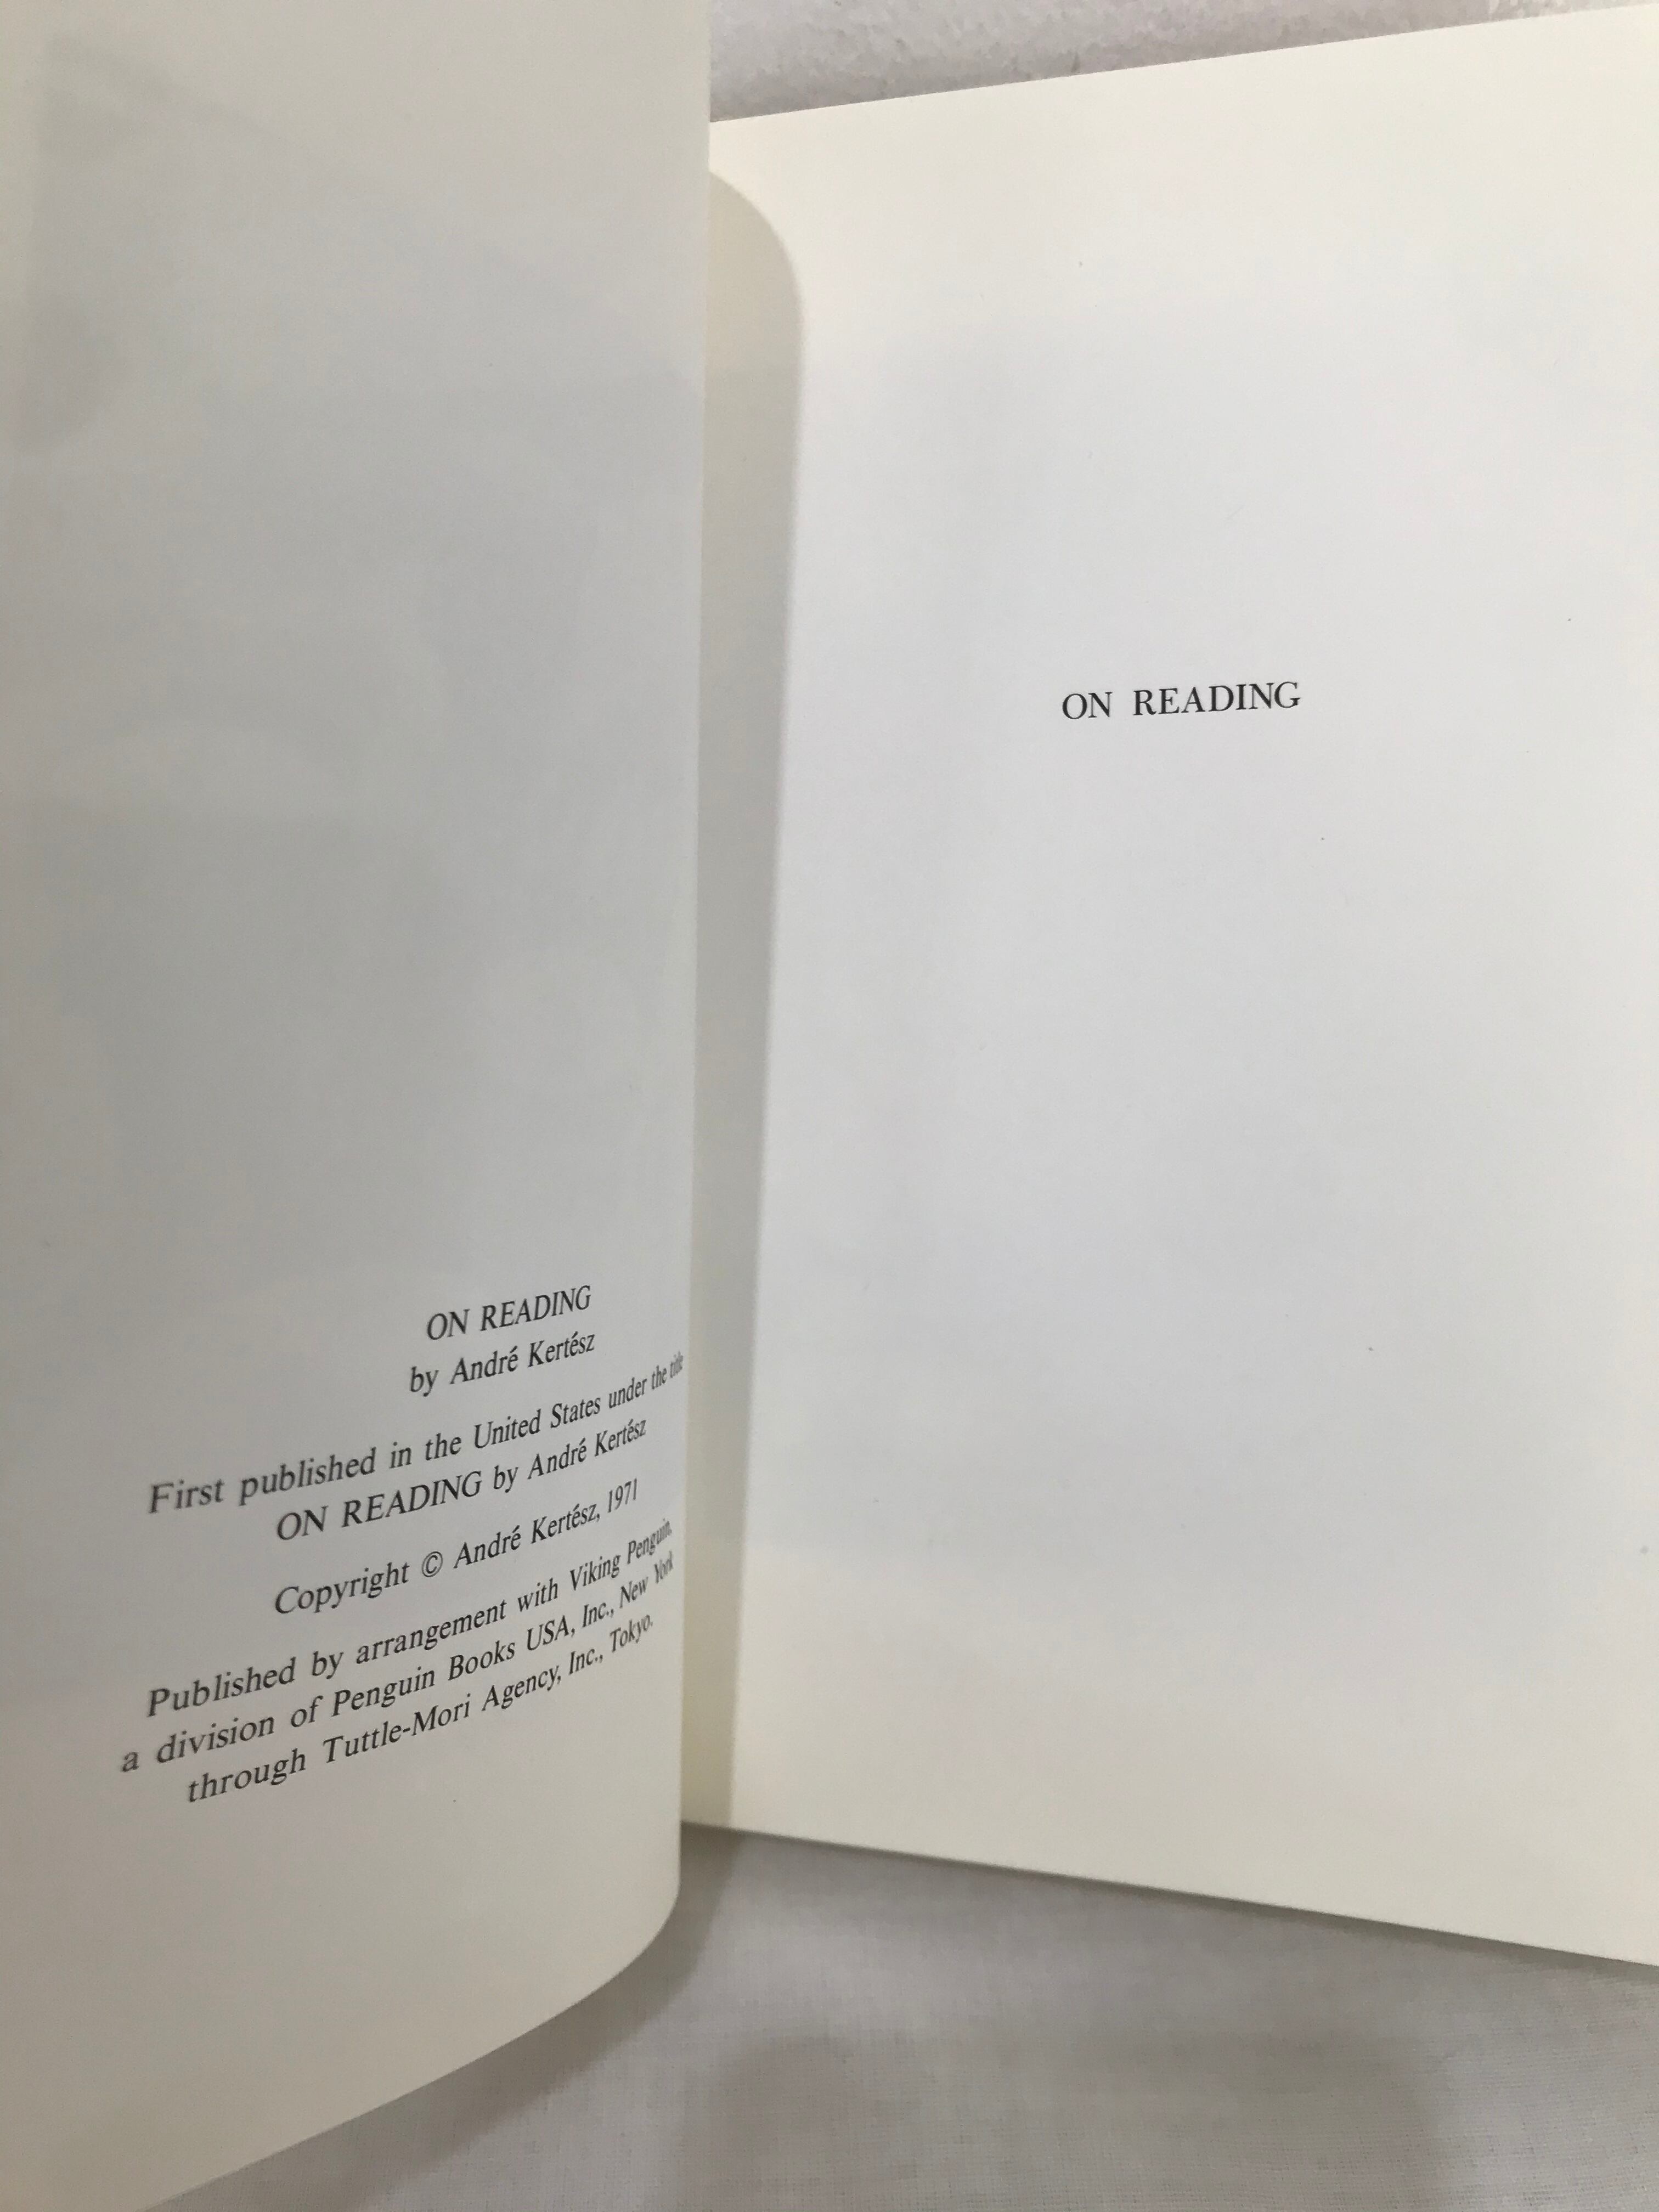 ON READING
by André Kertész
First published in the United States under the title
ON READING by André Kertész
Copyright © André Kertész, 1971
Published by arrangement with Viking Penguin,
a division of Penguin Books USA, Inc., New York
through Tuttle-Mori Agency, Inc., Tokyo.
ON READING